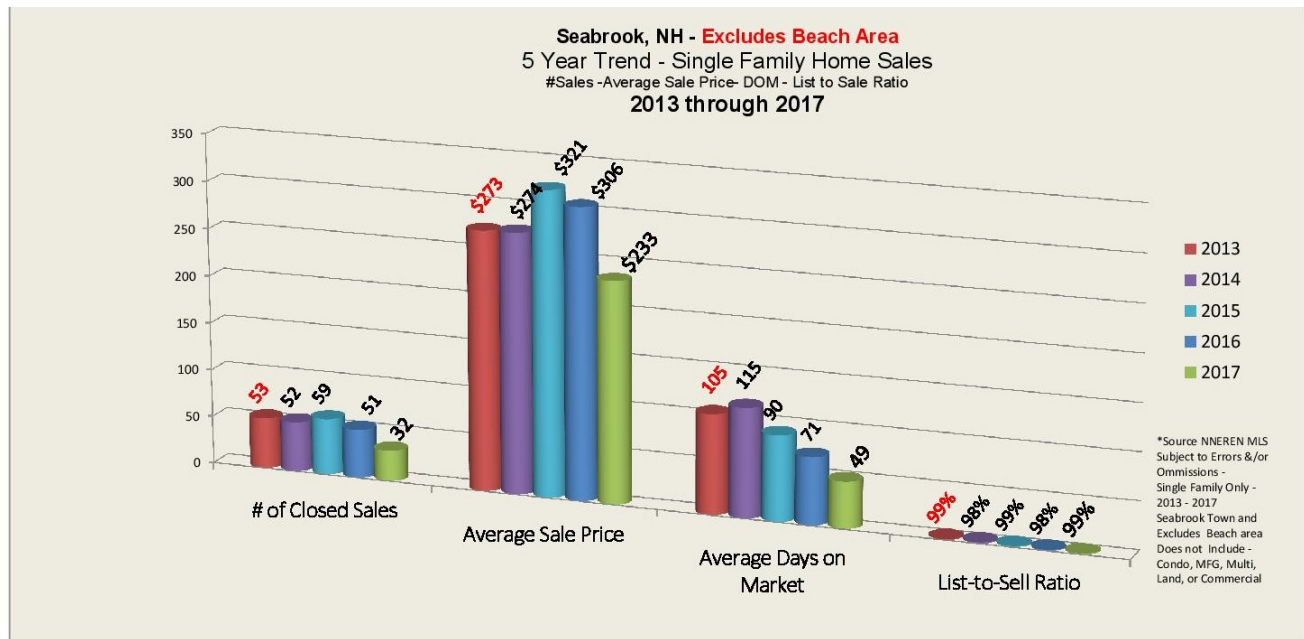 Seabrook, NH - Excludes Beach Area
5 Year Trend - Single Family Home Sales
#Sales -Average Sale Price- DOM - List to Sale Ratio
2013 through 2017
350
300
250
200
150
100
50
0
53
52
59
51
32
$273
$274
$321
$306
$233
105
115
90
71
49
99%
98%
99%
98%
99%
# of Closed Sales
Average Sale Price
Average Days on
Market
List-to-Sell Ratio
2013
2014
2015
2016
2017
*Source NNEREN MLS
Subject to Errors &/or
Ommissions -
Single Family Only -
2013 - 2017
Seabrook Town and
Excludes Beach area
Does not Include -
Condo, MFG, Multi,
Land, or Commercial